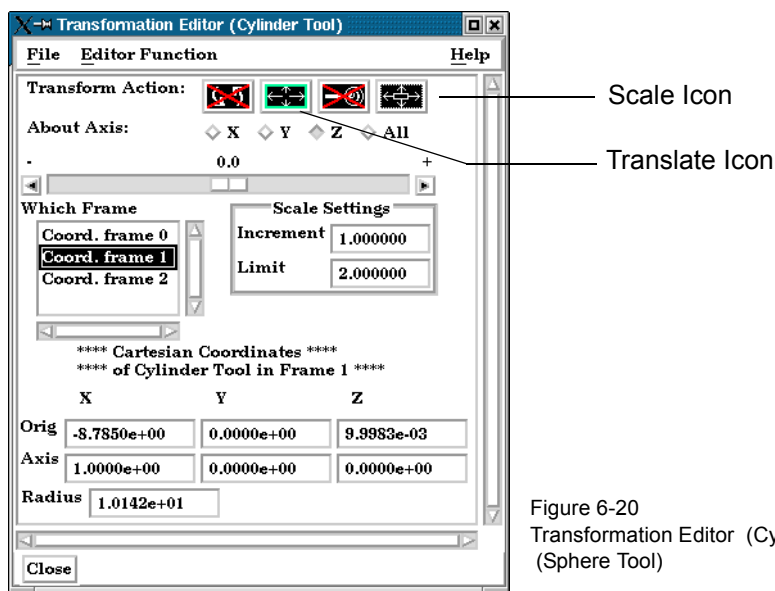 Transformation Editor (Cylinder Tool)
File Editor Function Help
Transform Action:
Scale Icon
About Axis: X Y Z All
Translate Icon
- 0.0 +
Which Frame
Coord. frame 0
Coord. frame 1
Coord. frame 2
Scale Settings
Increment 1.000000
Limit 2.000000
**** Cartesian Coordinates ****
**** of Cylinder Tool in Frame 1 ****
X Y Z
Orig -8.7850e+00 0.0000e+00 9.9983e-03
Axis 1.0000e+00 0.0000e+00 0.0000e+00
Radius 1.0142e+01
Close
Figure 6-20
Transformation Editor (Cy
(Sphere Tool)